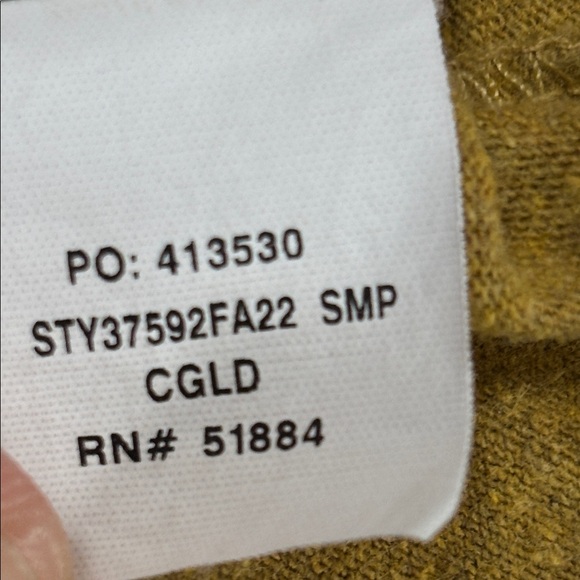 PO: 413530
STY37592FA22 SMP
CGLD
RN# 51884